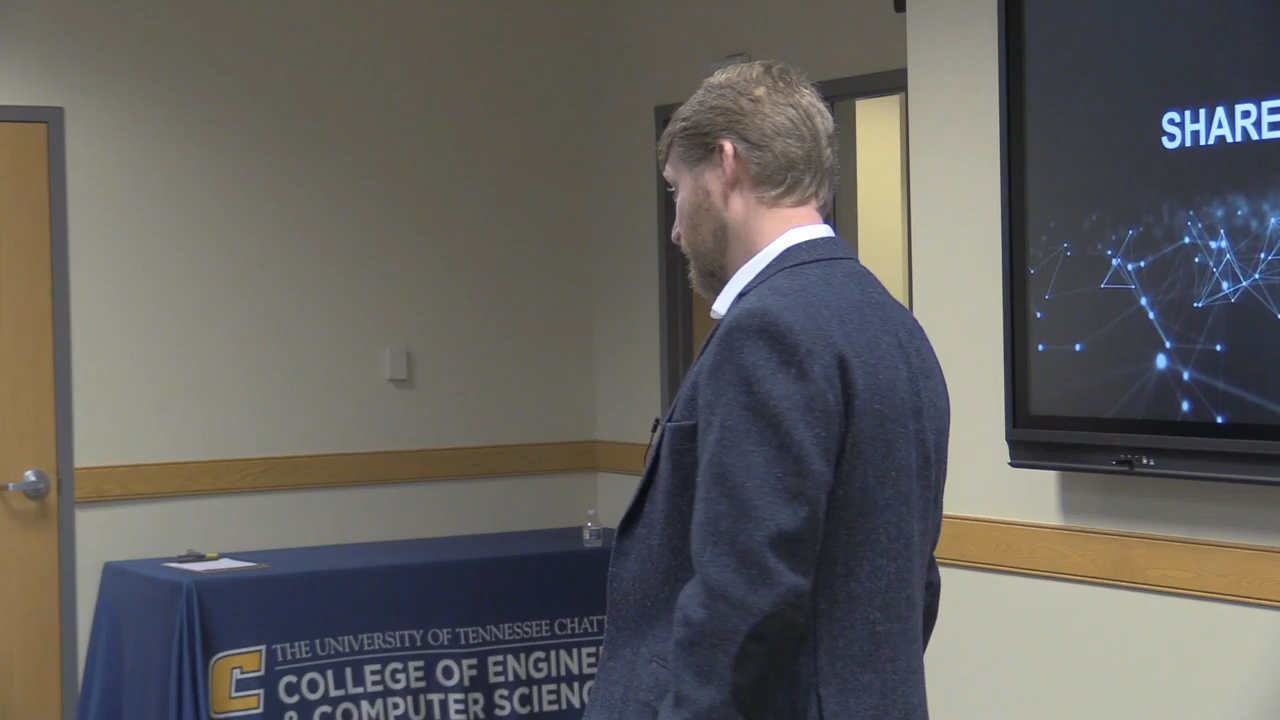 SHARE
THE UNIVERSITY OF TENNESSEE CHATT
COLLEGE OF ENGINE
& COMPUTER SCIENC
C